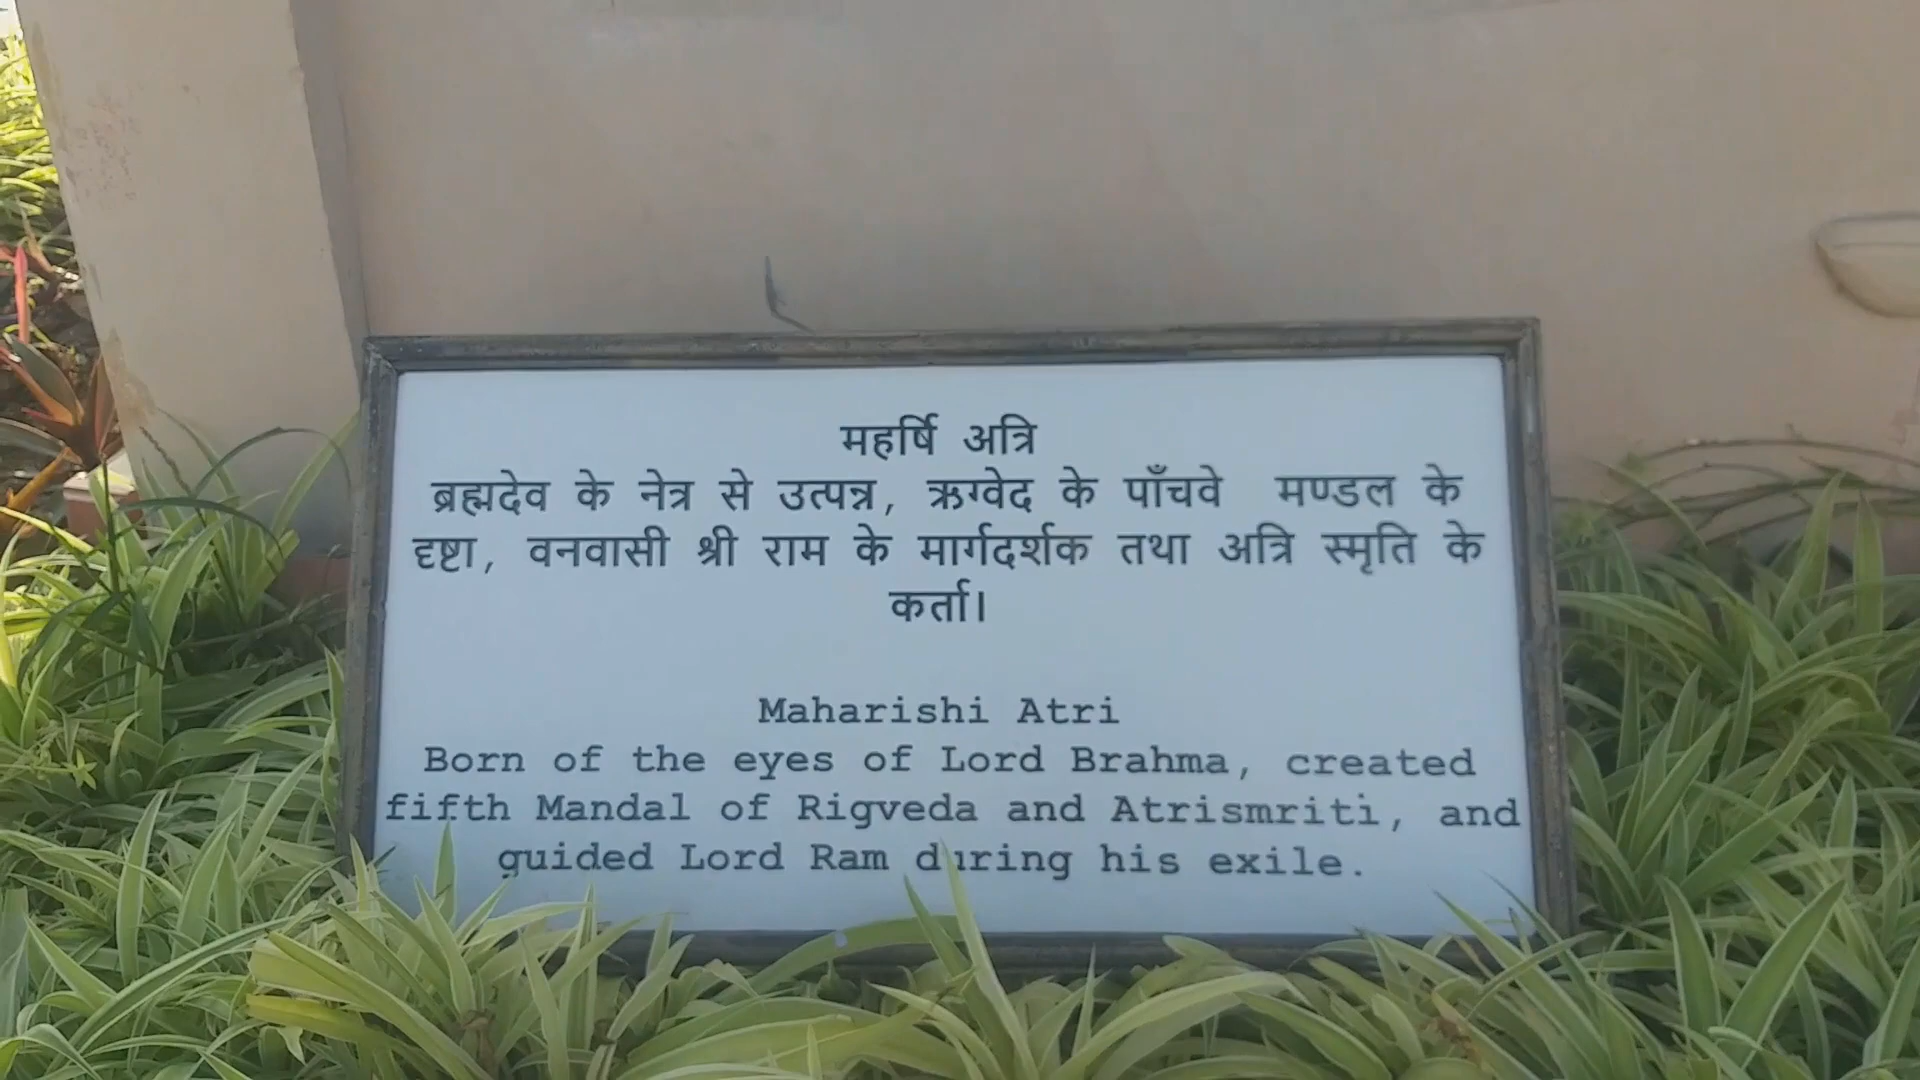 महर्षि अत्रि
ब्रह्मदेव के नेत्र से उत्पन्न, ऋग्वेद के पाँचवे मण्डल के
दृष्टा, वनवासी श्री राम के मार्गदर्शक तथा अत्रि स्मृति के
कर्ता।
Maharishi Atri
Born of the eyes of Lord Brahma, created
fifth Mandal of Rigveda and Atrismriti, and
guided Lord Ram during his exile.